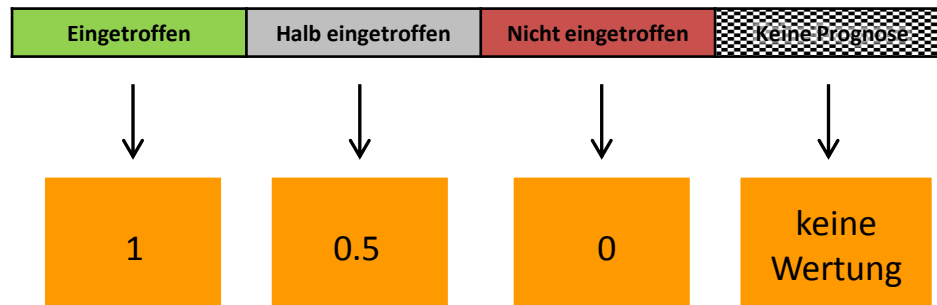 Eingetroffen
Halb eingetroffen
Nicht eingetroffen
Keine Prognose
1
0.5
0
keine
Wertung